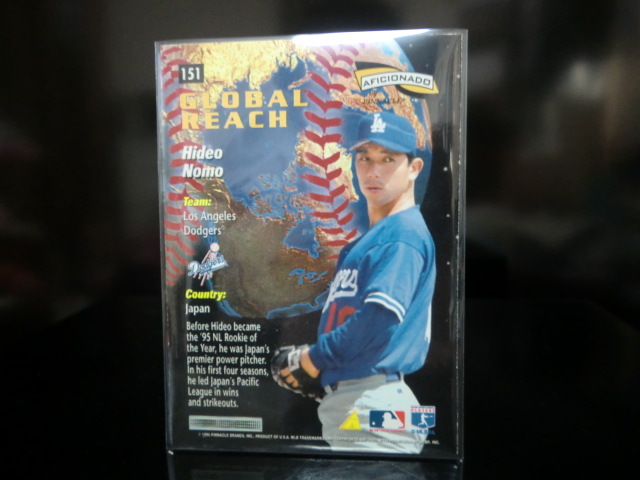 151
AFICIONADO
GLOBAL
REACH
LA
Hideo
Nomo
Team:
Los Angeles
Dodgers
Dodgers
Country:
Japan
Before Hideo became
the '95 NL Rookie of
the Year, he was Japan's
premier power pitcher.
In his first four seasons,
he led Japan's Pacific
League in wins
and strikeouts.